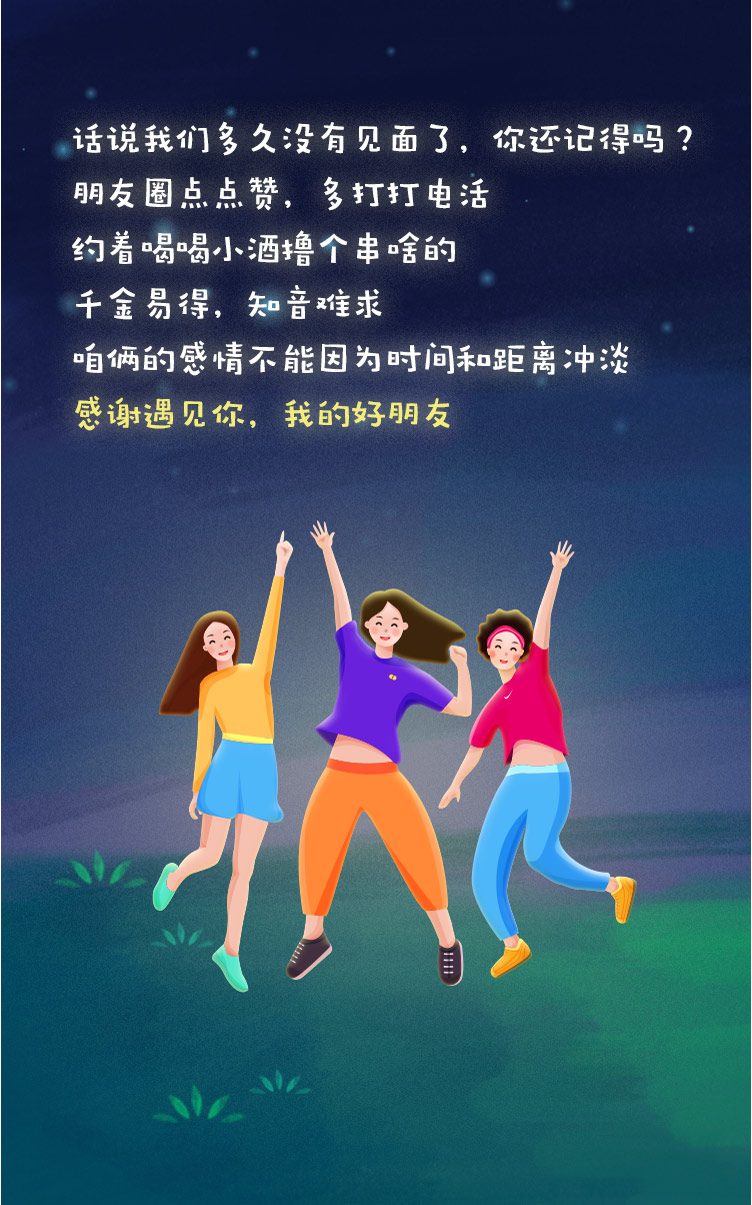 话说我们多久没有见面了，你还记得吗？
朋友圈点点赞，多打打电活
约着喝喝小酒撸个串啥的
千金易得，知音难求
咱俩的感情不能因为时间和距离冲淡
感谢遇见你，我的好朋友